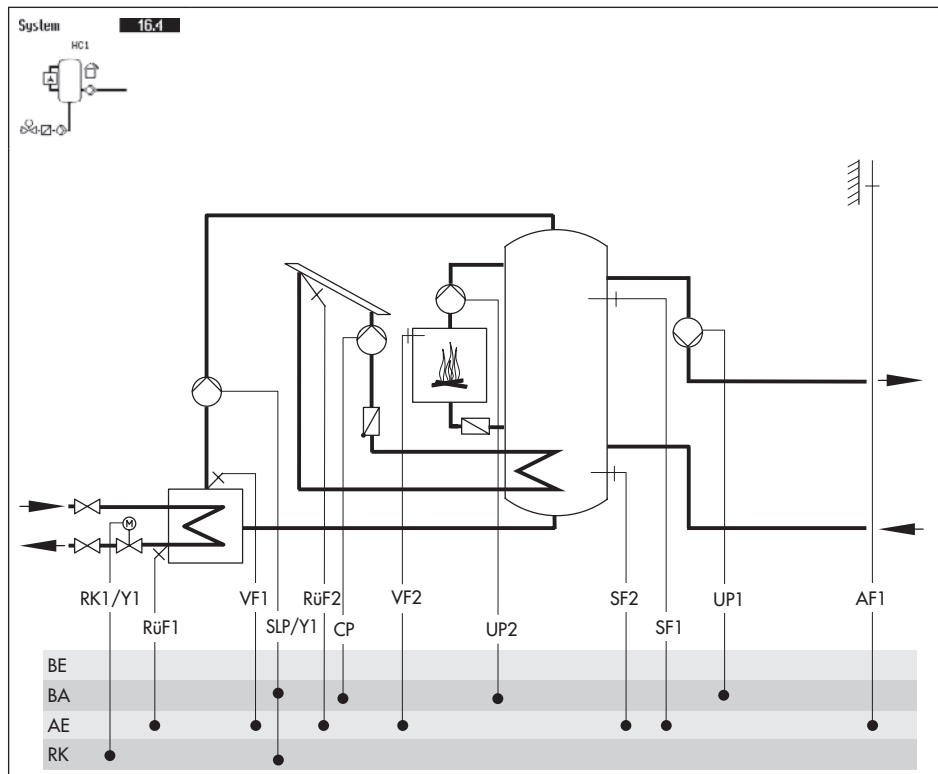 System 16.4
HC1
M
RK1/Y1 VF1 RüF2 VF2 SF2 UP1 AF1
RüF1 SLP/Y1 CP UP2 SF1
BE
BA
AE
RK